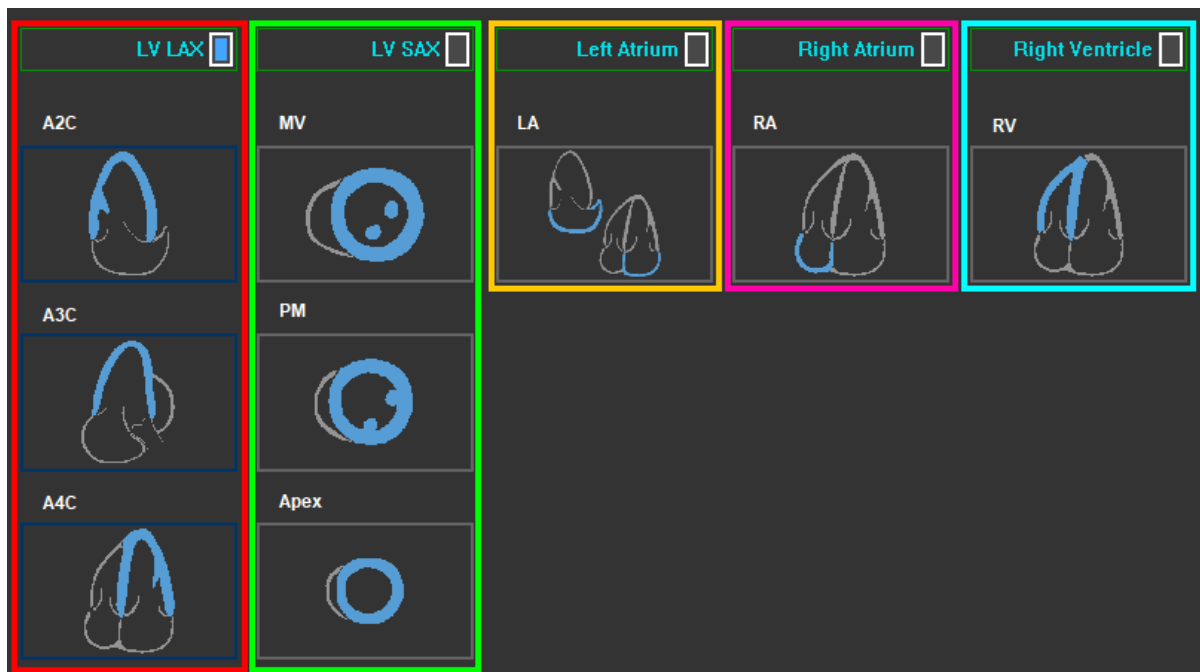 LV LAX
LV SAX
Left Atrium
Right Atrium
Right Ventricle
A2C
MV
LA
RA
RV
A3C
PM
A4C
Apex